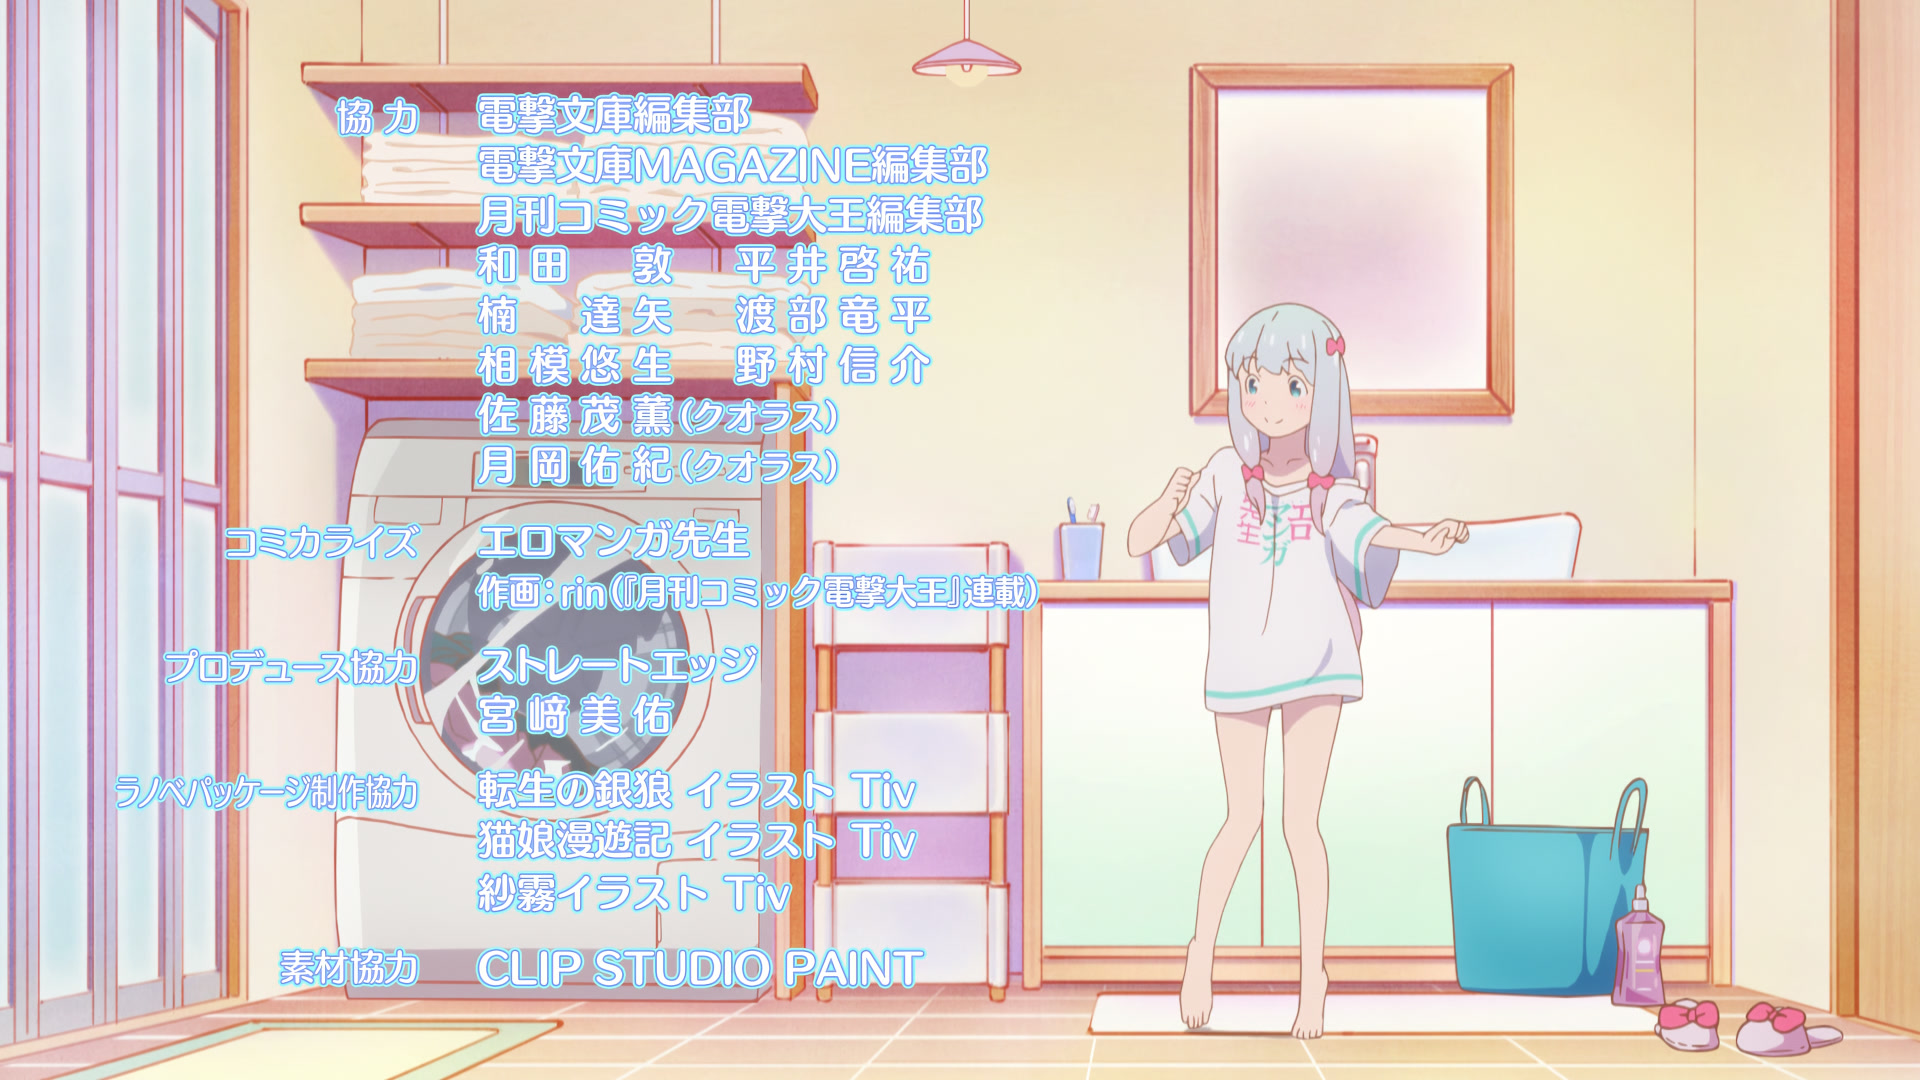 協力 電撃文庫編集部
電撃文庫MAGAZINE編集部
月刊コミック電撃大王編集部
和田 敦 平井啓祐
楠 達矢 渡部竜平
相模悠生 野村信介
佐藤茂薫(クオラス)
月岡佑紀(クオラス)
コミカライズ エロマンガ先生
作画:rin(『月刊コミック電撃大王』連載)
プロデュース協力 ストレートエッジ
宮﨑美佑
ラノベパッケージ制作協力 転生の銀狼 イラスト Tiv
猫娘漫遊記 イラスト Tiv
紗霧イラスト Tiv
素材協力 CLIP STUDIO PAINT
エロ
マンガ
先生